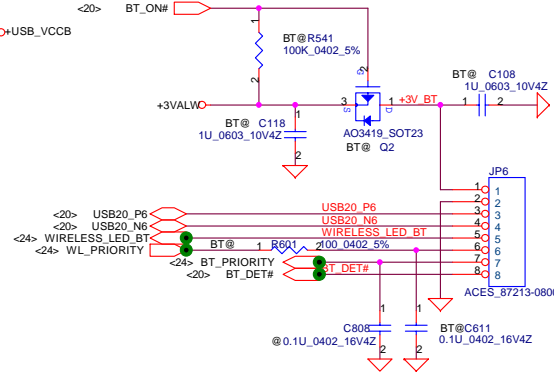 <20> BT_ON#
+USB_VCCB
BT@R541
100K_0402_5%
1
2
G
2
+3VALW
3
S
1
D
+3V_BT
BT@ C108
1U_0603_10V4Z
1
2
BT@ C118
1U_0603_10V4Z
1
2
AO3419_SOT23
BT@ Q2
JP6
<20> USB20_P6
USB20_P6
<20> USB20_N6
USB20_N6
<24> WIRELESS_LED_BT
WIRELESS_LED_BT
<24> WL_PRIORITY
BT@
1
R601
2
100_0402_5%
<24> BT_PRIORITY
<20> BT_DET#
BT_DET#
1 1
2 2
3 3
4 4
5 5
6 6
7 7
8 8
ACES_87213-0800
1
C808
@0.1U_0402_16V4Z
2
1
BT@C611
0.1U_0402_16V4Z
2